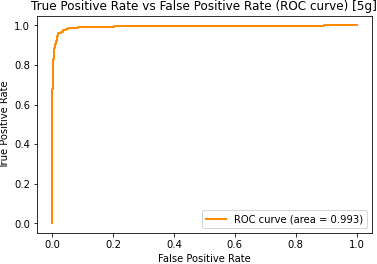 True Positive Rate vs False Positive Rate (ROC curve) [5g]
1.0
0.8
0.6
0.4
0.2
0.0
True Positive Rate
ROC curve (area = 0.993)
0.0 0.2 0.4 0.6 0.8 1.0
False Positive Rate